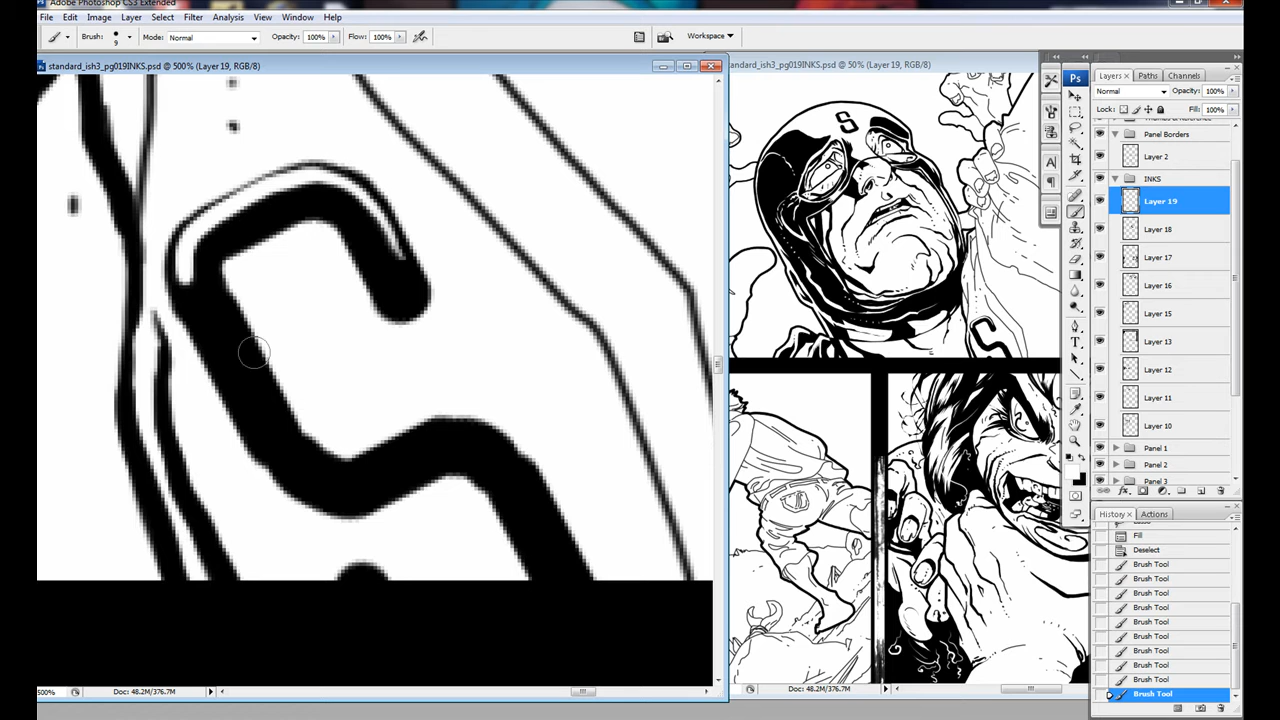 Adobe Photoshop CS3 Extended
File Edit Image Layer Select Filter Analysis View Window Help
Brush: 9 Mode: Normal Opacity: 100% Flow: 100% Workspace
standard_ish3_pg019INKS.psd @ 500% (Layer 19, RGB/8)
standard_ish3_pg019INKS.psd @ 50% (Layer 19, RGB/8)
S
Ps
Layers Paths Channels
Normal Opacity: 100%
Lock: Fill: 100%
Panel Borders
Layer 2
INKS
Layer 19
Layer 18
Layer 17
Layer 16
Layer 15
Layer 13
Layer 12
Layer 11
Layer 10
Panel 1
Panel 2
Panel 3
History Actions
Fill
Deselect
Brush Tool
Brush Tool
Brush Tool
Brush Tool
Brush Tool
Brush Tool
Brush Tool
Brush Tool
Brush Tool
Brush Tool
500% Doc: 48.2M/376.7M
50% Doc: 48.2M/376.7M